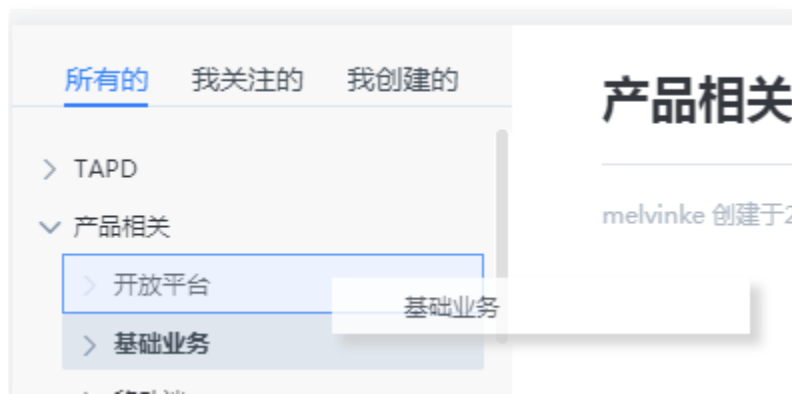 所有的 我关注的 我创建的
产品相关
TAPD
产品相关
melvinke 创建于2
开放平台
基础业务
基础业务